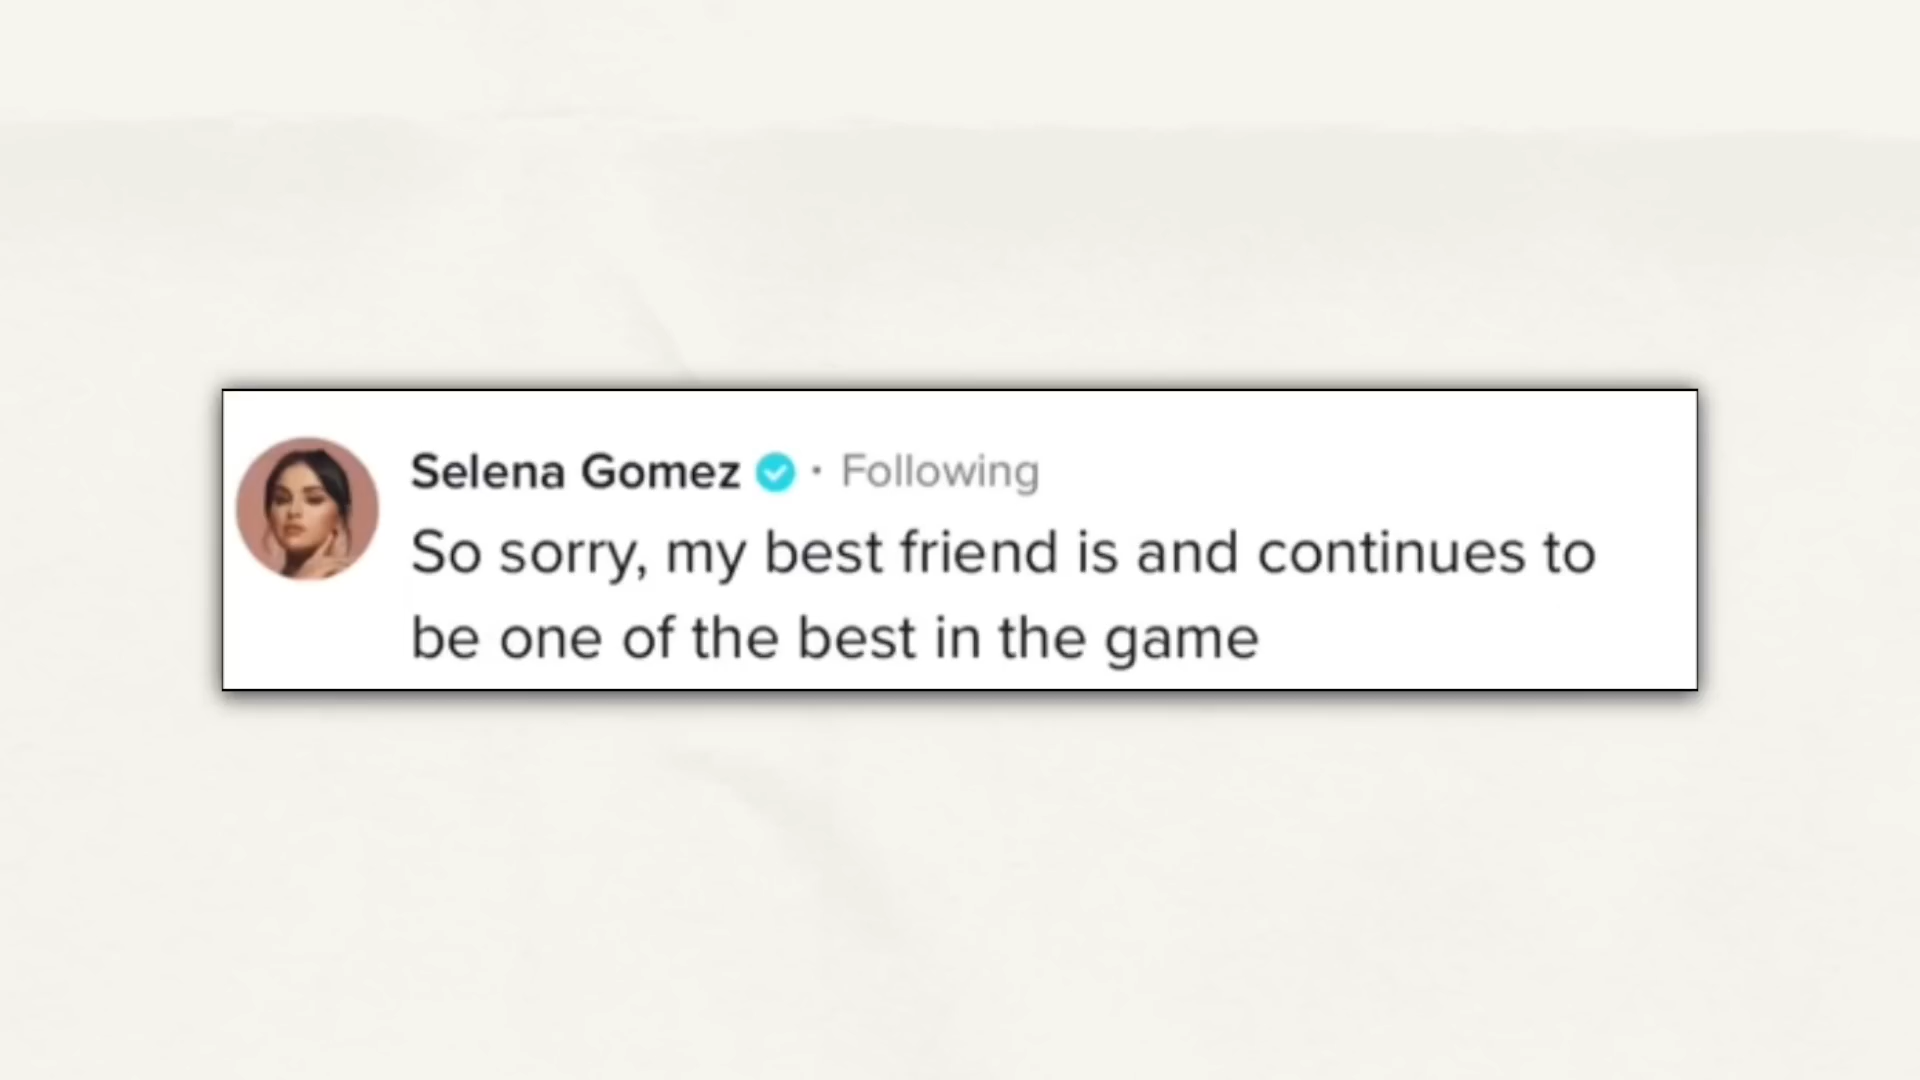 Selena Gomez · Following
So sorry, my best friend is and continues to
be one of the best in the game